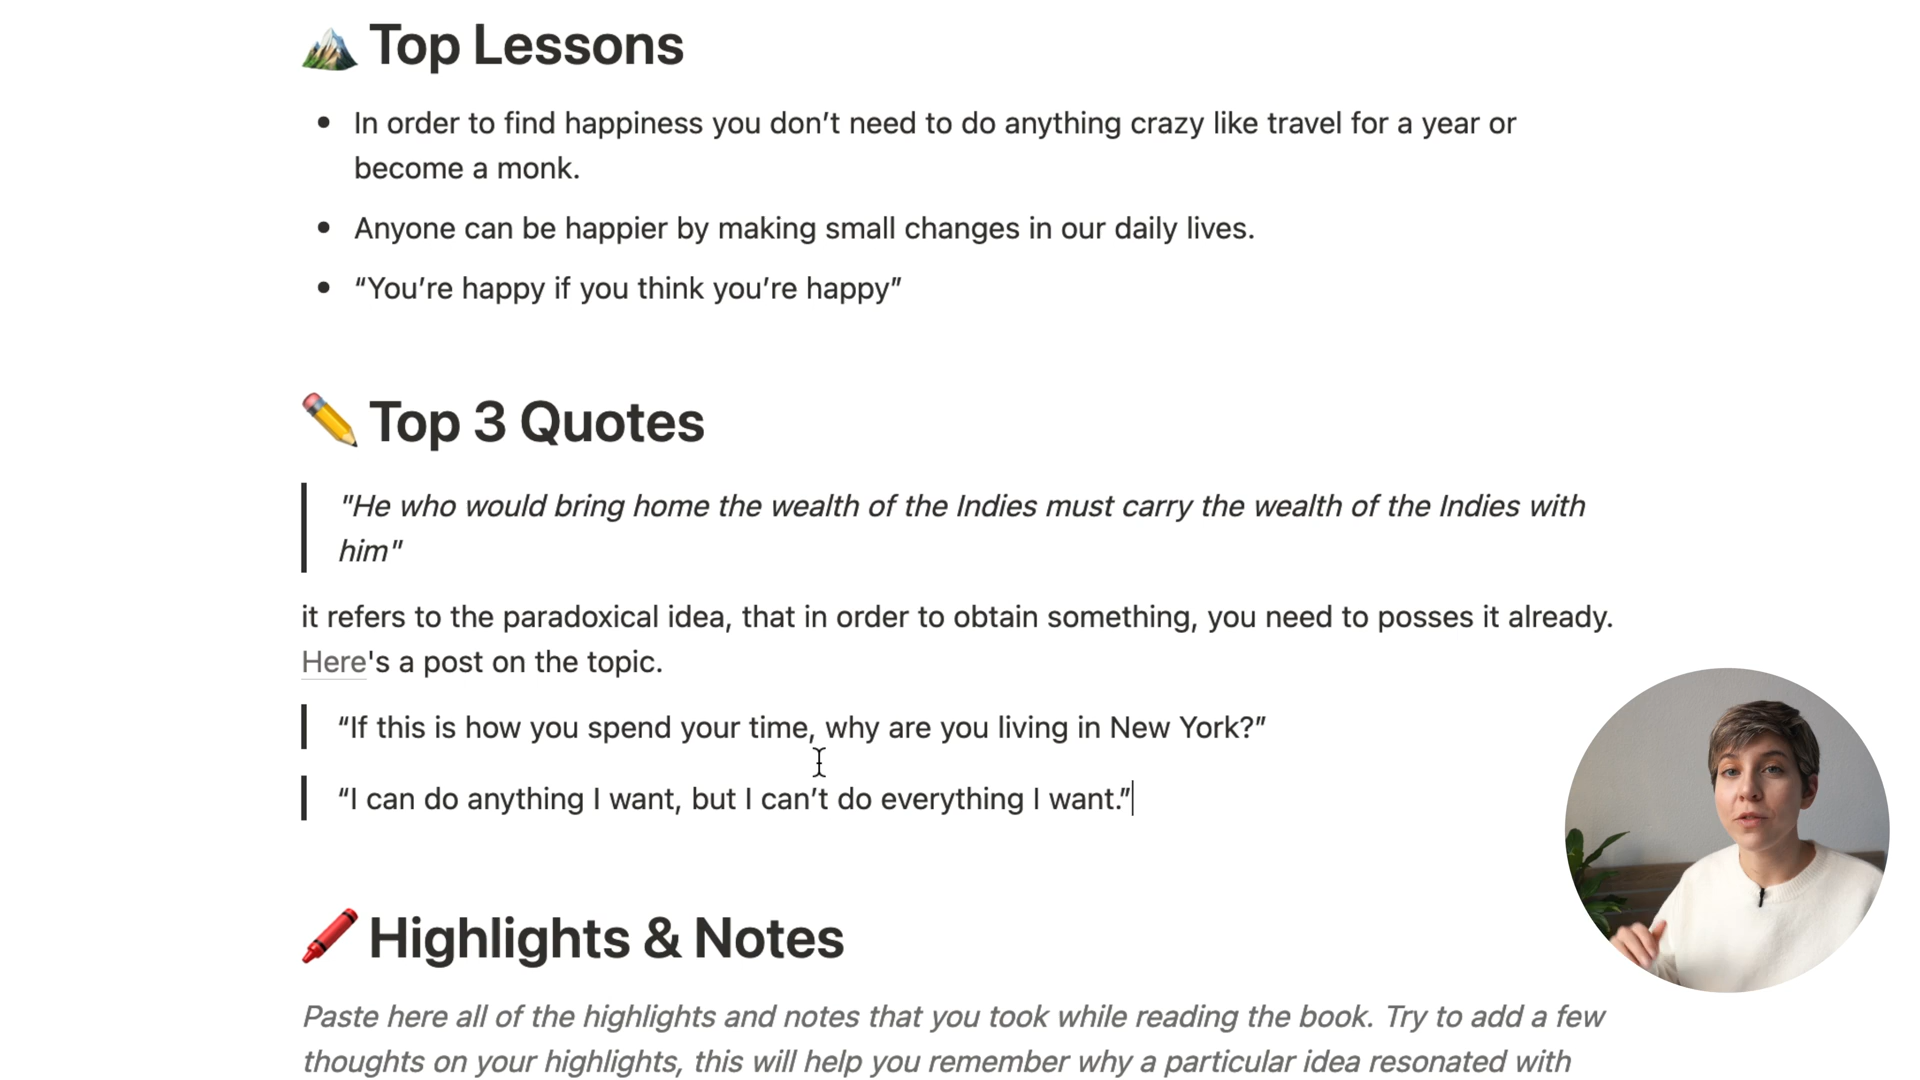 Top Lessons
In order to find happiness you don’t need to do anything crazy like travel for a year or
become a monk.
Anyone can be happier by making small changes in our daily lives.
“You’re happy if you think you’re happy”
Top 3 Quotes
"He who would bring home the wealth of the Indies must carry the wealth of the Indies with
him"
it refers to the paradoxical idea, that in order to obtain something, you need to posses it already.
Here's a post on the topic.
“If this is how you spend your time, why are you living in New York?”
“I can do anything I want, but I can’t do everything I want.”
Highlights & Notes
Paste here all of the highlights and notes that you took while reading the book. Try to add a few
thoughts on your highlights, this will help you remember why a particular idea resonated with